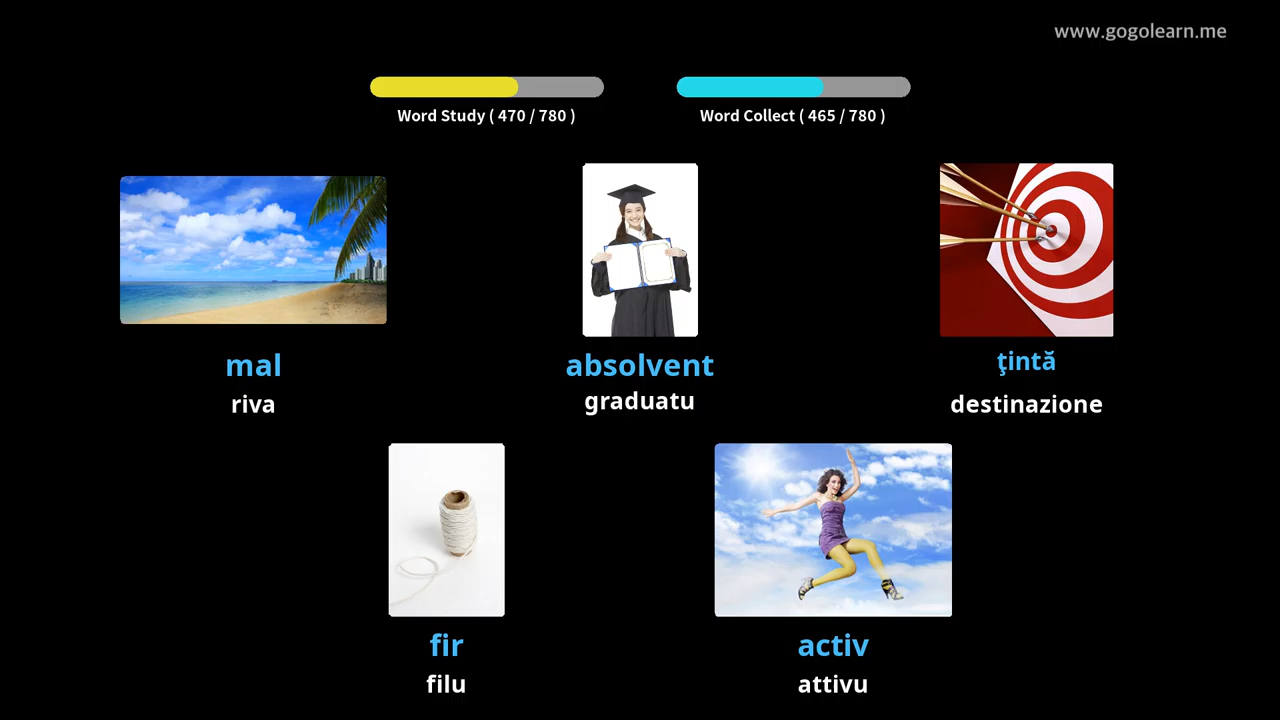 www.gogolearn.me
Word Study ( 470 / 780 )
Word Collect ( 465 / 780 )
mal
riva
absolvent
graduatu
ţintă
destinazione
fir
filu
activ
attivu